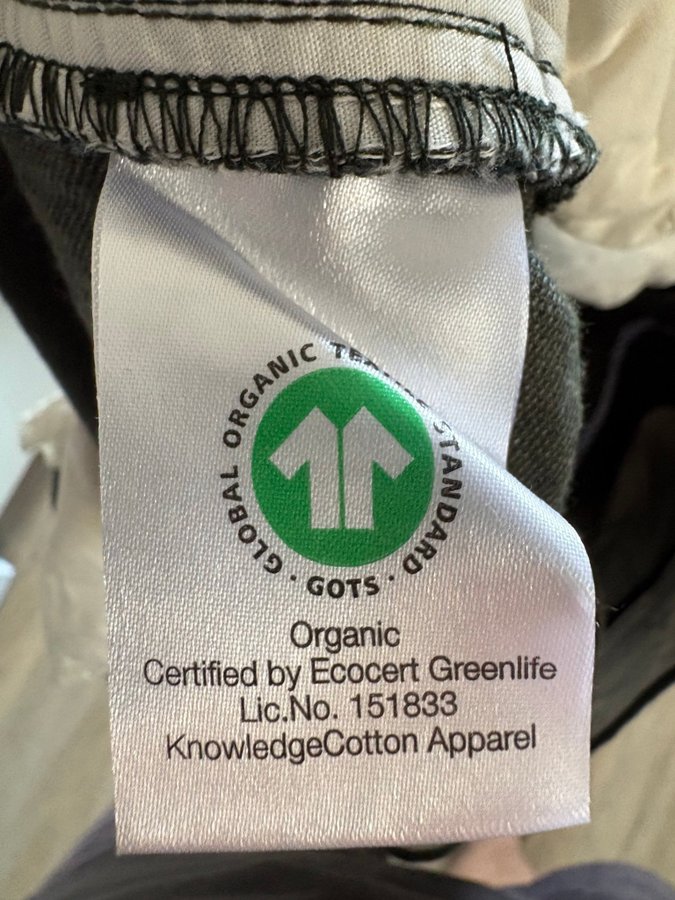 GLOBAL ORGANIC STANDARD
· GOTS ·
Organic
Certified by Ecocert Greenlife
Lic.No. 151833
KnowledgeCotton Apparel